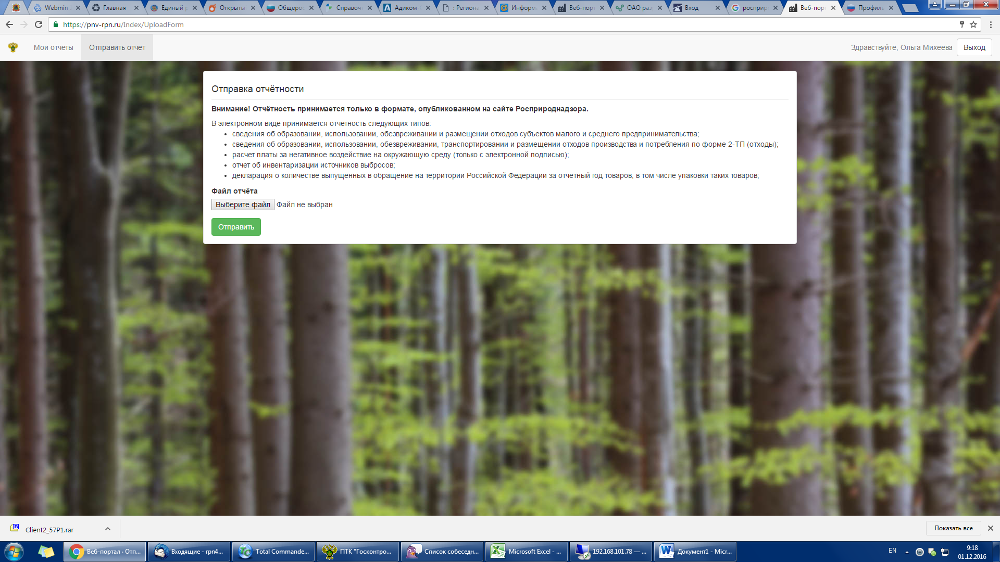 Webmin
Главная
Единый р
Открыты
Общерос
Справоч
Адиком-
: Региона
Информ
Веб-пор
ОАО раз
Вход
росприр
Веб-порт
Профиль
https://pnv-rpn.ru/Index/UploadForm
Мои отчеты
Отправить отчет
Здравствуйте, Ольга Михеева
Выход
Отправка отчётности
Внимание! Отчётность принимается только в формате, опубликованном на сайте Росприроднадзора.
В электронном виде принимается отчетность следующих типов:
сведения об образовании, использовании, обезвреживании и размещении отходов субъектов малого и среднего предпринимательства;
сведения об образовании, использовании, обезвреживании, транспортировании и размещении отходов производства и потребления по форме 2-ТП (отходы);
расчет платы за негативное воздействие на окружающую среду (только с электронной подписью);
отчет об инвентаризации источников выбросов;
декларация о количестве выпущенных в обращение на территории Российской Федерации за отчетный год товаров, в том числе упаковки таких товаров;
Файл отчёта
Выберите файл Файл не выбран
Отправить
Client2_57P1.rar
Показать все
Веб-портал · Отп...
Входящие - rpn4...
Total Commande...
ПТК "Госконтро...
Список собеседн...
Microsoft Excel - ...
192.168.101.78 — ...
Документ1 - Micr...
EN
9:18
01.12.2016